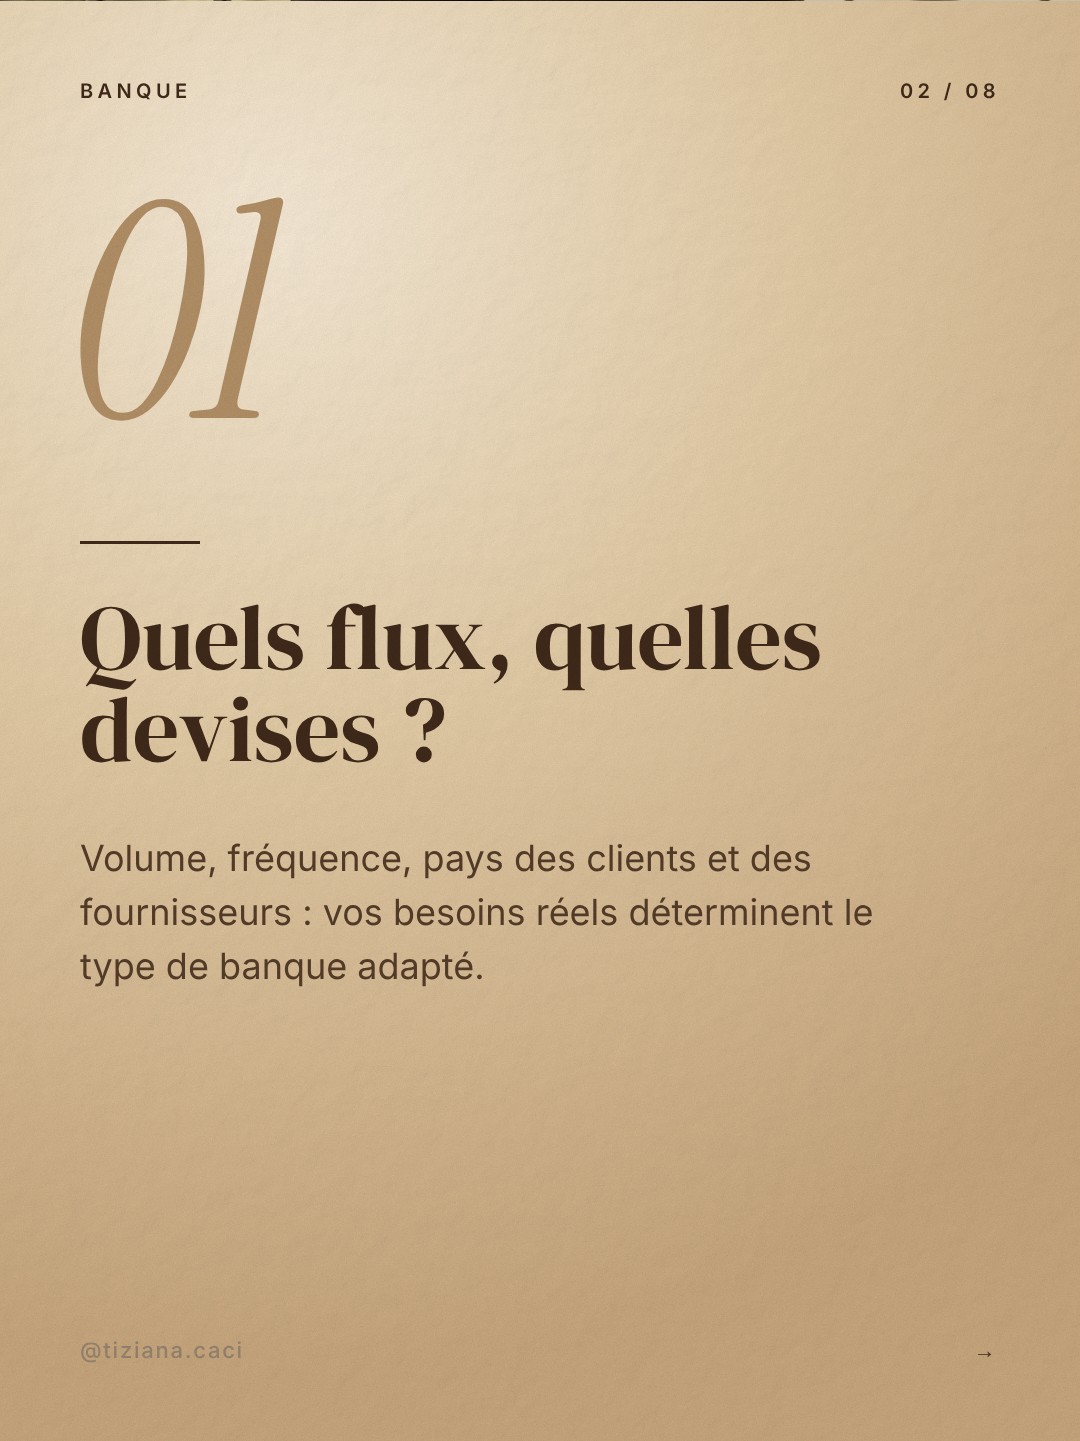 BANQUE
02 / 08
01
Quels flux, quelles
devises ?
Volume, fréquence, pays des clients et des
fournisseurs : vos besoins réels déterminent le
type de banque adapté.
@tiziana.caci
→